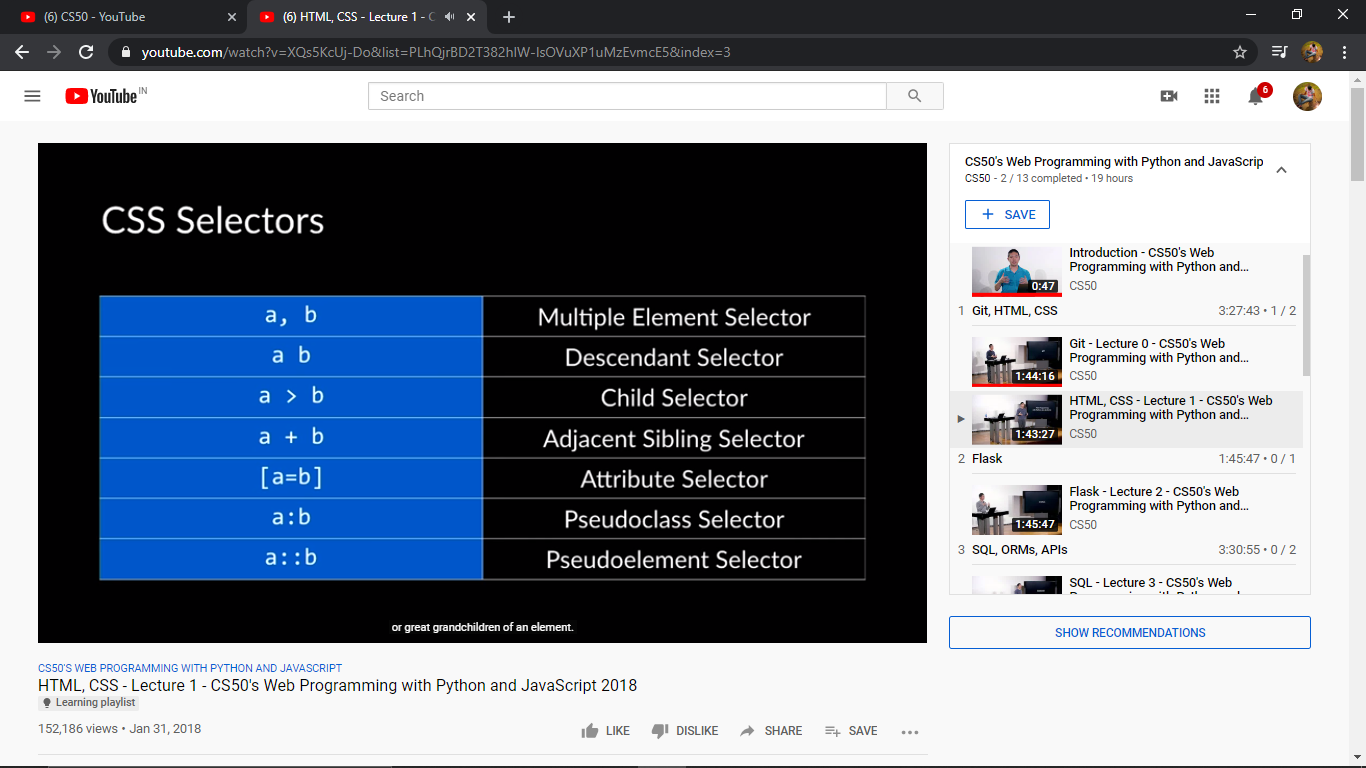 (6) CS50 - YouTube
(6) HTML, CSS - Lecture 1 - C
youtube.com/watch?v=XQs5KcUj-Do&list=PLhQjrBD2T382hIW-IsOVuXP1uMzEvmcE5&index=3
YouTube IN
Search
6
CSS Selectors
a, b Multiple Element Selector
a b Descendant Selector
a > b Child Selector
a + b Adjacent Sibling Selector
[a=b] Attribute Selector
a:b Pseudoclass Selector
a::b Pseudoelement Selector
or great grandchildren of an element.
CS50'S WEB PROGRAMMING WITH PYTHON AND JAVASCRIPT
HTML, CSS - Lecture 1 - CS50's Web Programming with Python and JavaScript 2018
Learning playlist
152,186 views • Jan 31, 2018
LIKE DISLIKE SHARE SAVE
CS50's Web Programming with Python and JavaScrip
CS50 - 2 / 13 completed • 19 hours
+ SAVE
Introduction - CS50's Web
Programming with Python and...
CS50
0:47
1 Git, HTML, CSS 3:27:43 • 1 / 2
Git - Lecture 0 - CS50's Web
Programming with Python and...
CS50
1:44:16
HTML, CSS - Lecture 1 - CS50's Web
Programming with Python and...
CS50
1:43:27
2 Flask 1:45:47 • 0 / 1
Flask - Lecture 2 - CS50's Web
Programming with Python and...
CS50
1:45:47
3 SQL, ORMs, APIs 3:30:55 • 0 / 2
SQL - Lecture 3 - CS50's Web
SHOW RECOMMENDATIONS